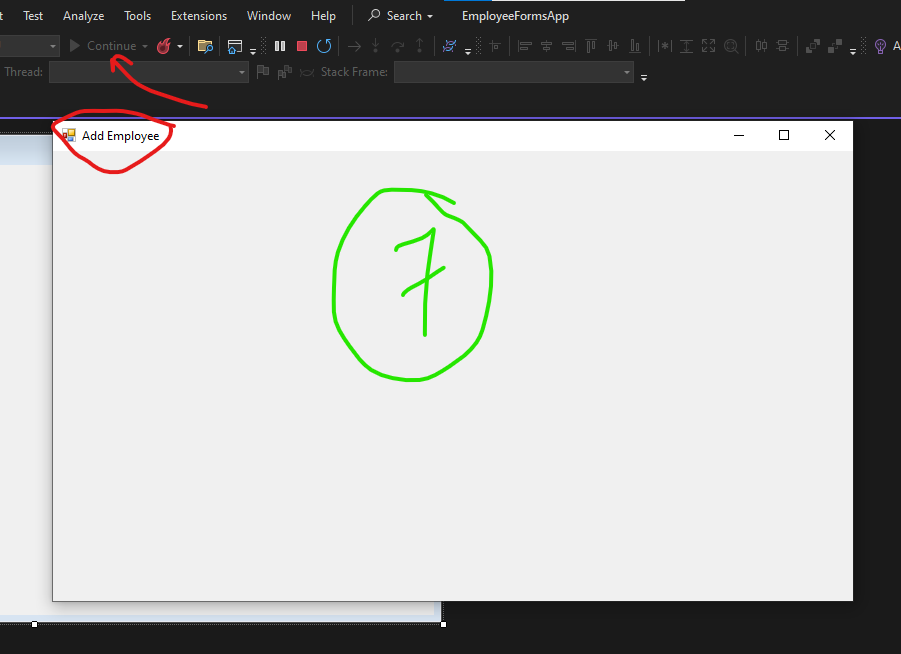 Test Analyze Tools Extensions Window Help Search EmployeeFormsApp
Continue
Thread: Stack Frame:
Add Employee
7